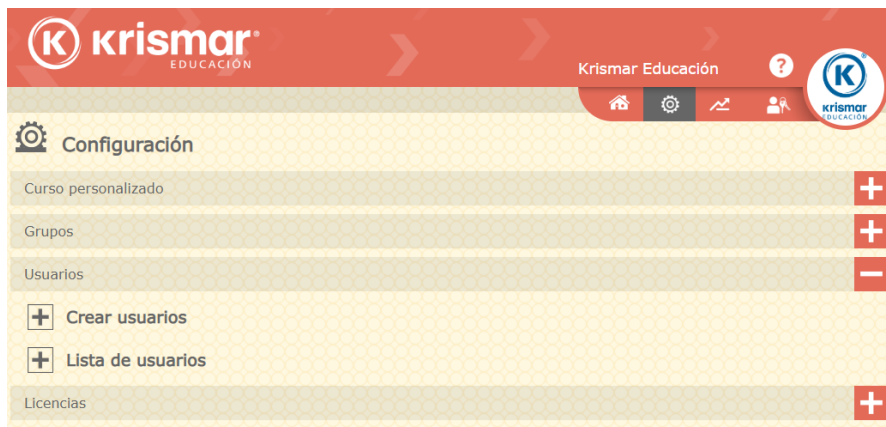 K krismar
EDUCACIÓN
Krismar Educación ?
K
krismar
EDUCACIÓN
Configuración
Curso personalizado
Grupos
Usuarios
Crear usuarios
Lista de usuarios
Licencias